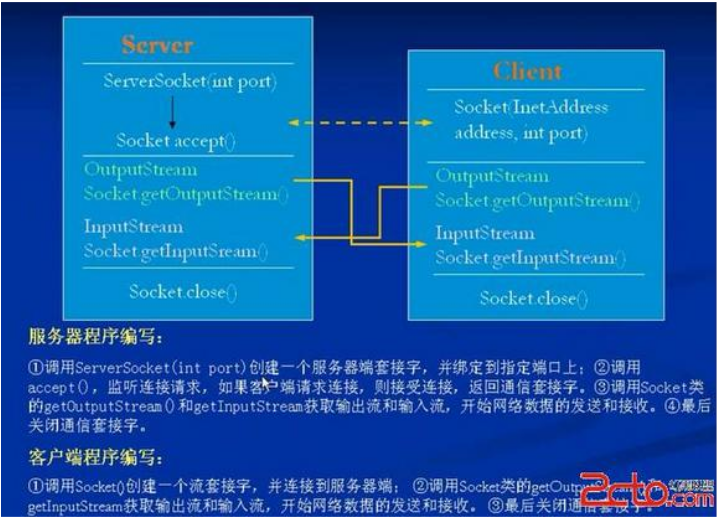 Server
ServerSocket(int port)
Socket accept()
OutputStream
Socket.getOutputStream()
InputStream
Socket.getInputSream()
Socket.close()
Client
Socket(InetAddress
address, int port)
OutputStream
Socket.getOutputStream()
InputStream
Socket.getInputStream()
Socket.close()
服务器程序编写:
①调用ServerSocket(int port)创建一个服务器端套接字，并绑定到指定端口上；②调用
accept()，监听连接请求，如果客户端请求连接，则接受连接，返回通信套接字。③调用Socket类
的getOutputStream()和getInputStream获取输出流和输入流，开始网络数据的发送和接收。④最后
关闭通信套接字。
客户端程序编写:
①调用Socket()创建一个流套接字，并连接到服务器端； ②调用Socket类的getOutputStream()
getInputStream获取输出流和输入流，开始网络数据的发送和接收。 ③最后关闭通信套接字
2cto.com